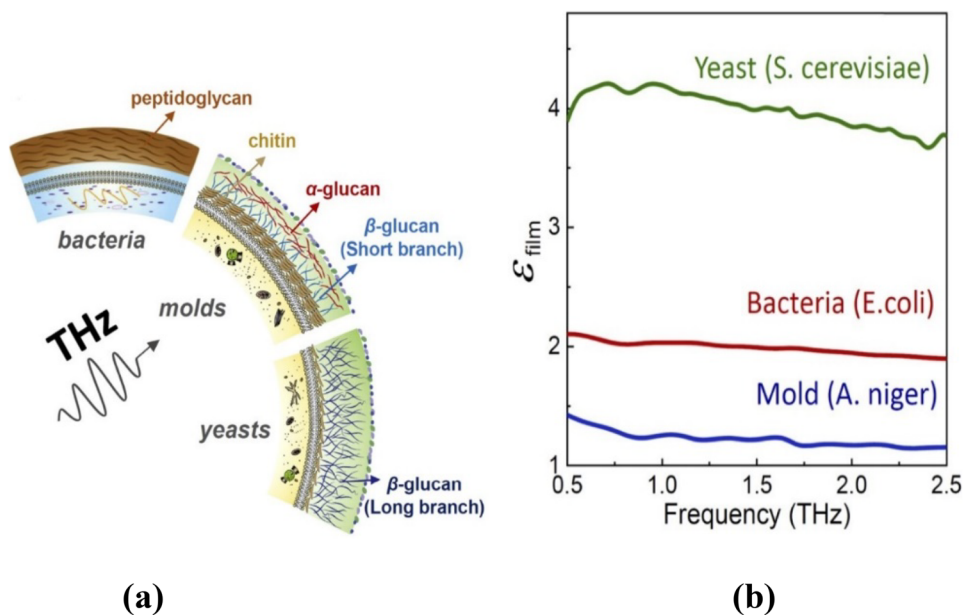 peptidoglycan
chitin
α-glucan
β-glucan
(Short branch)
bacteria
molds
THz
yeasts
β-glucan
(Long branch)
(a)
Yeast (S. cerevisiae)
Bacteria (E.coli)
Mold (A. niger)
ε film
4
3
2
1
0.5 1.0 1.5 2.0 2.5
Frequency (THz)
(b)